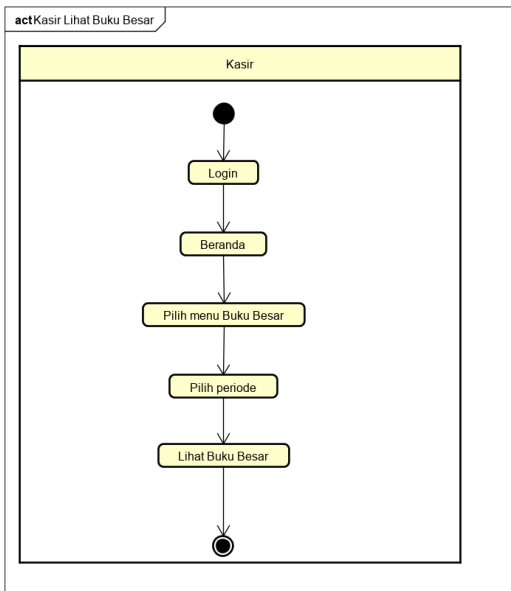 act Kasir Lihat Buku Besar
Kasir
Login
Beranda
Pilih menu Buku Besar
Pilih periode
Lihat Buku Besar